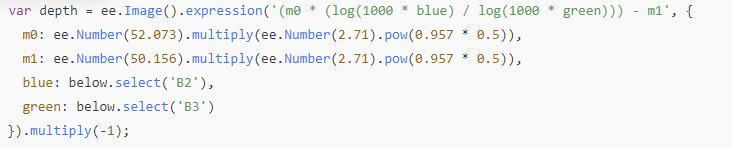 var depth = ee.Image().expression('(m0 * (log(1000 * blue) / log(1000 * green))) - m1', {
  m0: ee.Number(52.073).multiply(ee.Number(2.71).pow(0.957 * 0.5)),
  m1: ee.Number(50.156).multiply(ee.Number(2.71).pow(0.957 * 0.5)),
  blue: below.select('B2'),
  green: below.select('B3')
}).multiply(-1);